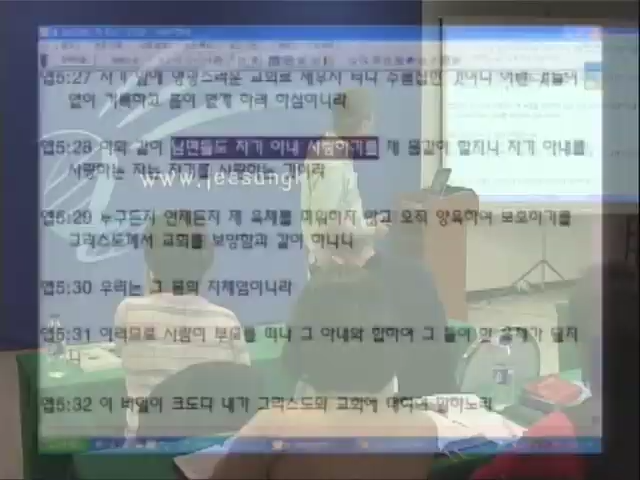 엡5:27 자기 앞에 영광스러운 교회로 세우사 티나 주름잡힌 것이나 이런 것들이
없이 거룩하고 흠이 없게 하려 하심이니라
엡5:28 이와 같이 남편들도 자기 아내 사랑하기를 제 몸같이 할지니 자기 아내를
사랑하는 자는 자기를 사랑하는 것이라
www.jeesung
엡5:29 누구든지 언제든지 제 육체를 미워하지 않고 오직 양육하여 보호하기를
그리스도께서 교회를 보양함과 같이 하나니
엡5:30 우리는 그 몸의 지체임이니라
엡5:31 이러므로 사람이 부모를 떠나 그 아내와 합하여 그 둘이 한 육체가 될지
니
엡5:32 이 비밀이 크도다 내가 그리스도와 교회에 대하여 말하노라